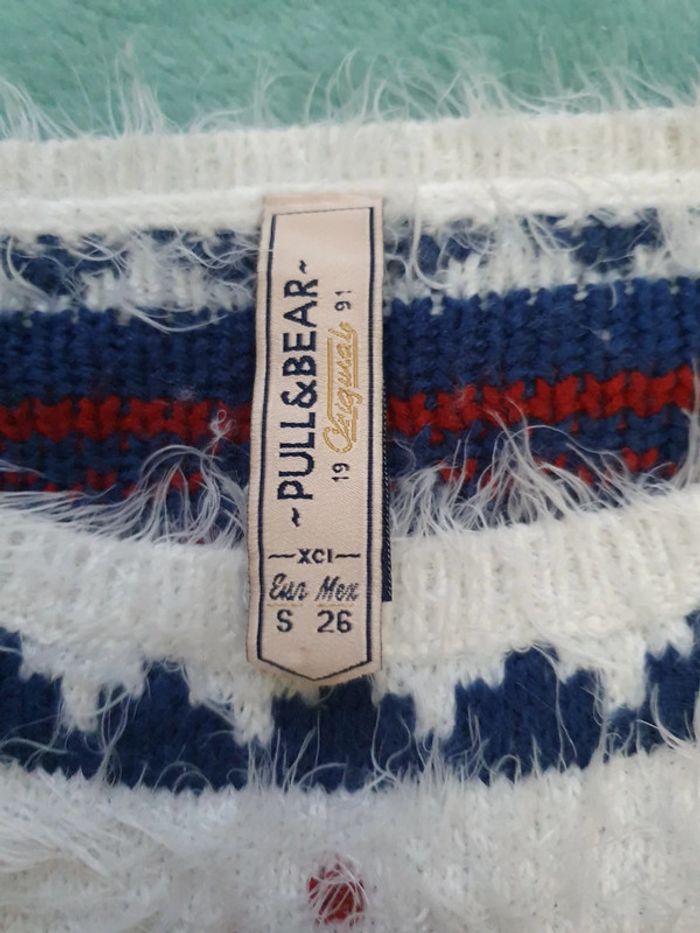 ~PULL&BEAR~
19 Original 91
—XCI—
Eur Mex
S 26